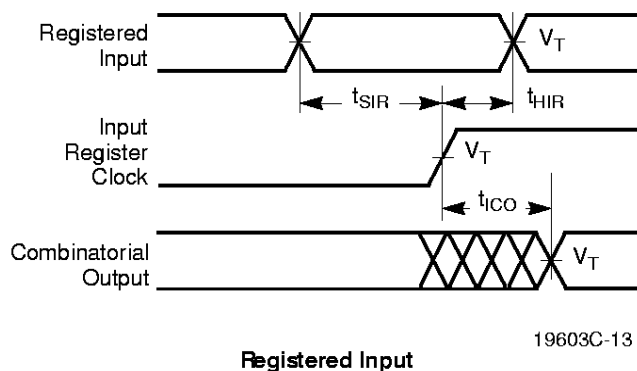 Registered
Input
V_T
t_SIR
t_HIR
Input
Register
Clock
V_T
t_ICO
Combinatorial
Output
V_T
19603C-13
Registered Input